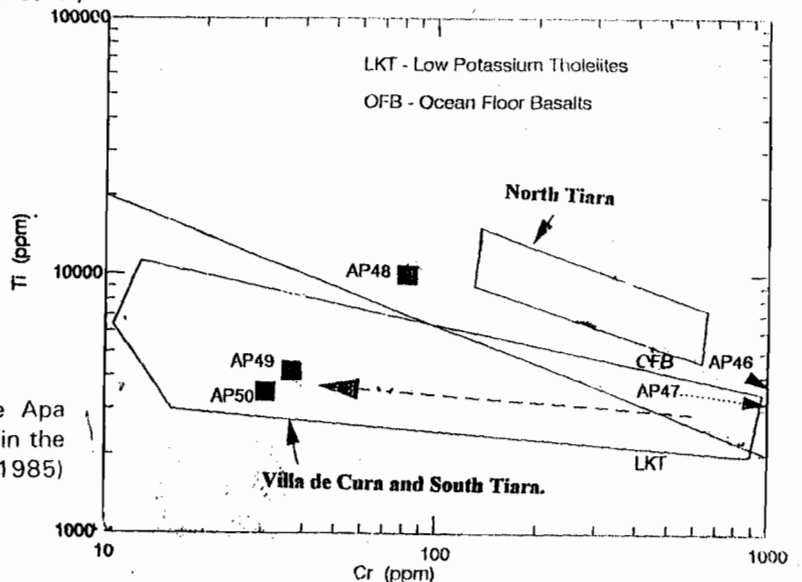 100000
LKT - Low Potassium Tholeiites
OFB - Ocean Floor Basalts
North Tiara
Ti (ppm)
10000
AP48
OFB
AP46
AP49
AP47
AP50
e Apa
in the
1985)
LKT
Villa de Cura and South Tiara.
1000
10
100
1000
Cr (ppm)